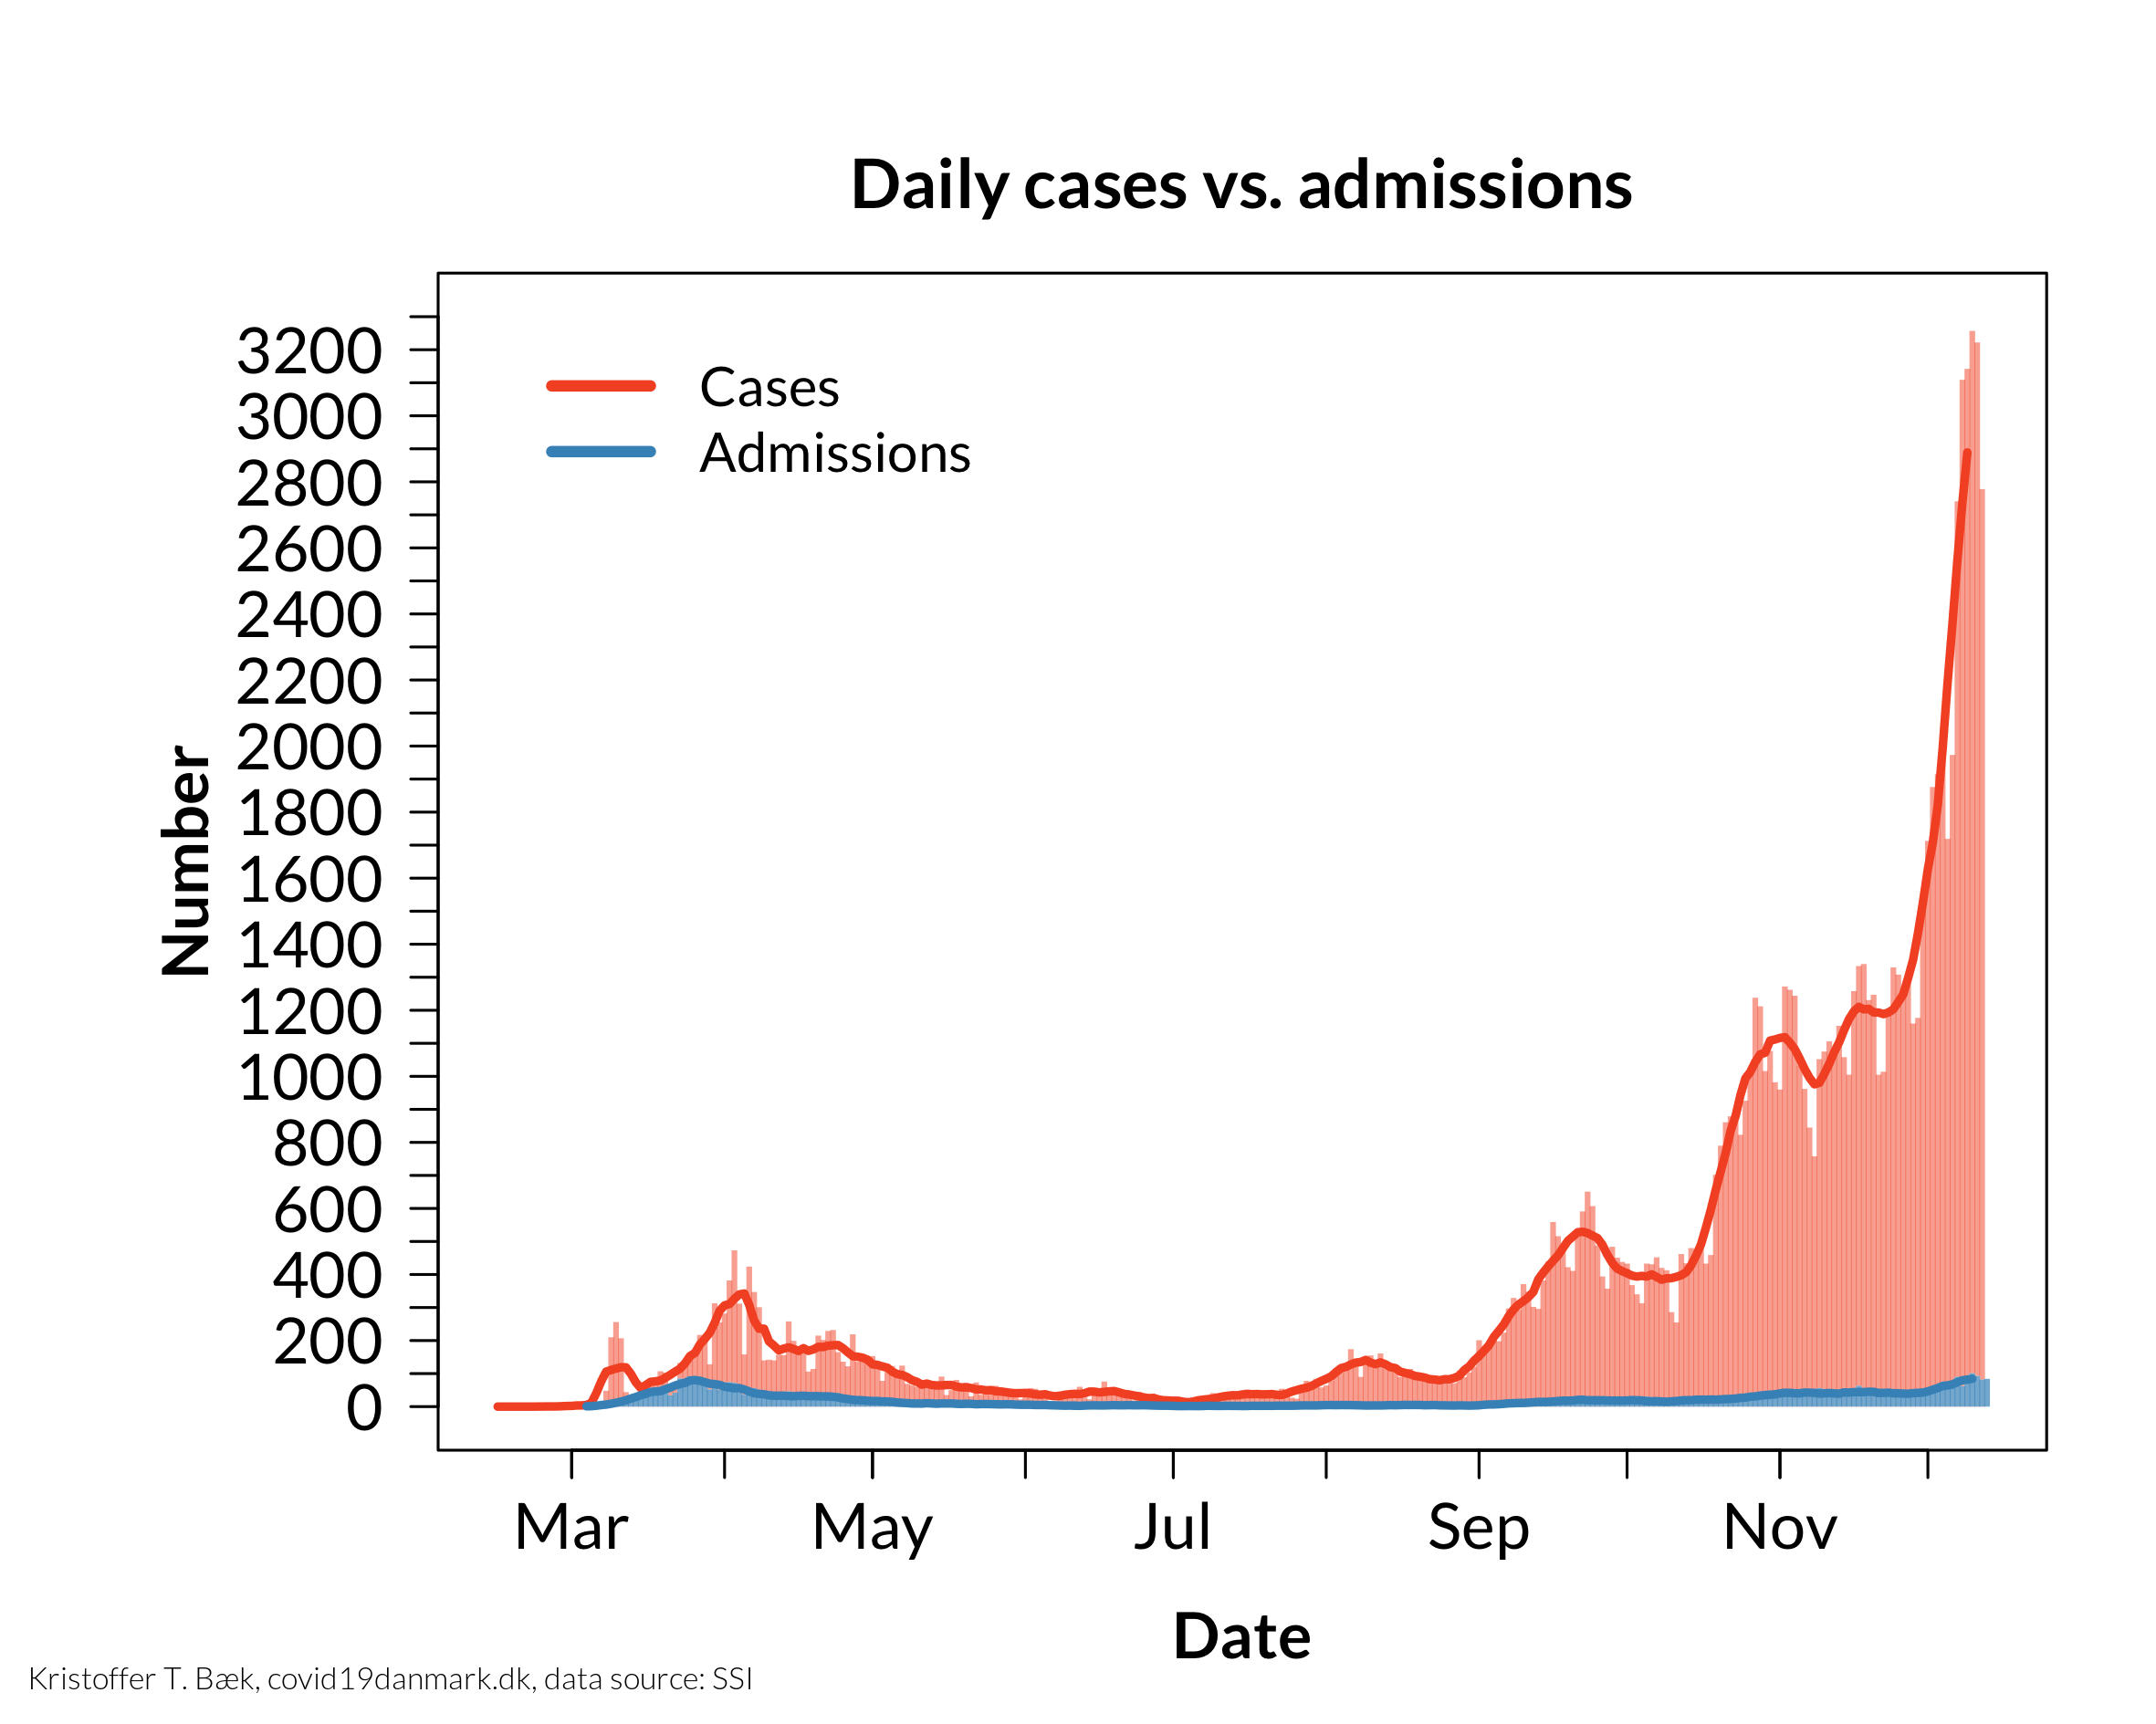 Daily cases vs. admissions
Cases
Admissions
Number
3200
3000
2800
2600
2400
2200
2000
1800
1600
1400
1200
1000
800
600
400
200
0
Mar May Jul Sep Nov
Date
Kristoffer T. Bæk, covid19danmark.dk, data source: SSI